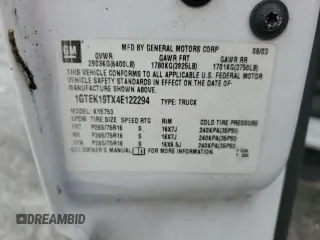 GM
MFD BY GENERAL MOTORS CORP
08/03
GVWR GAWR FRT GAWR RR
2903KG(6400LB) 1780KG(3925LB) 1701KG(3750LB)
THIS VEHICLE CONFORMS TO ALL APPLICABLE U.S. FEDERAL MOTOR
VEHICLE SAFETY STANDARDS IN EFFECT ON THE DATE OF
MANUFACTURE SHOWN ABOVE.
1GTEK19TX4E122294 TYPE: TRUCK
MODEL: K15753
TIRE SIZE SPEED RTG RIM COLD TIRE PRESSURE
FRT P265/75R16 S 16X7J 240KPA(35PSI)
RR P265/75R16 S 16X7J 240KPA(35PSI)
SPA P265/75R16 S 16X6.5J 240KPA(35PSI)
SEE OWNER'S MANUAL FOR MORE INFORMATION
DREAMBID